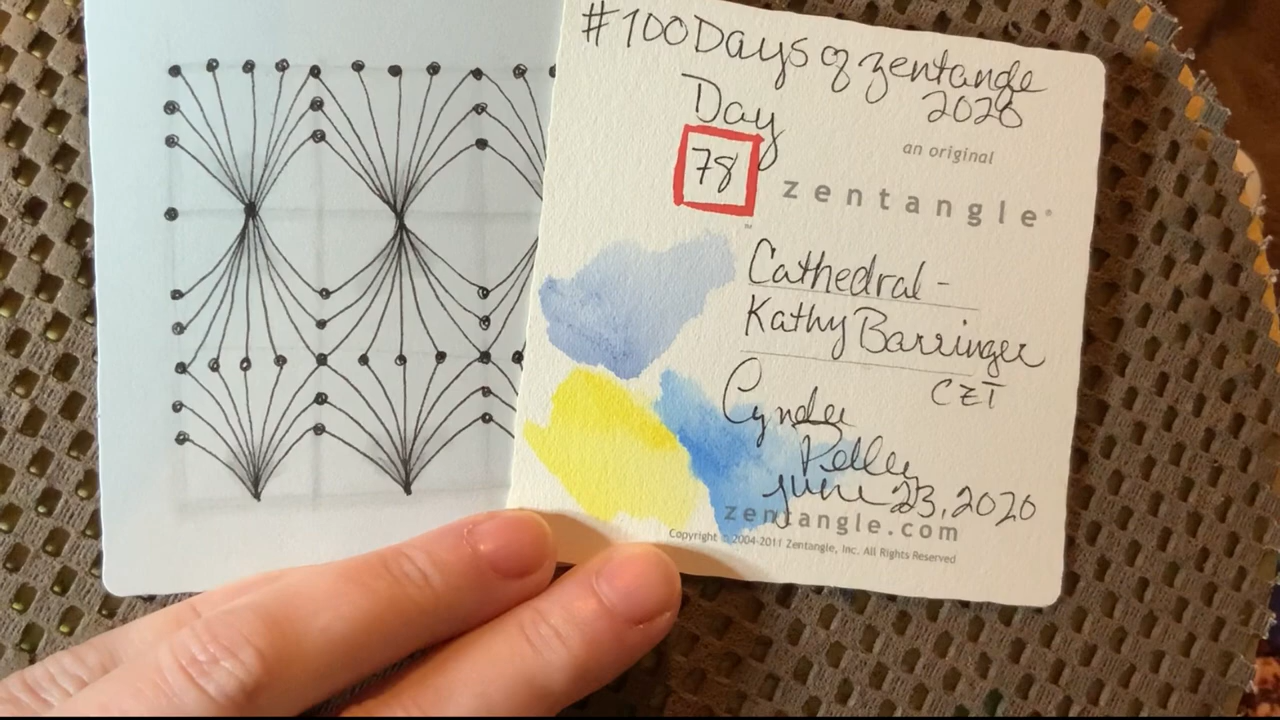 #100Days of zentangle
2020
Day
78
an original
zentangle®
™
Cathedral -
Kathy Barringer
CZT
Cyndee
Pelley
June 23, 2020
zentangle.com
Copyright © 2004-2011 Zentangle, Inc. All Rights Reserved